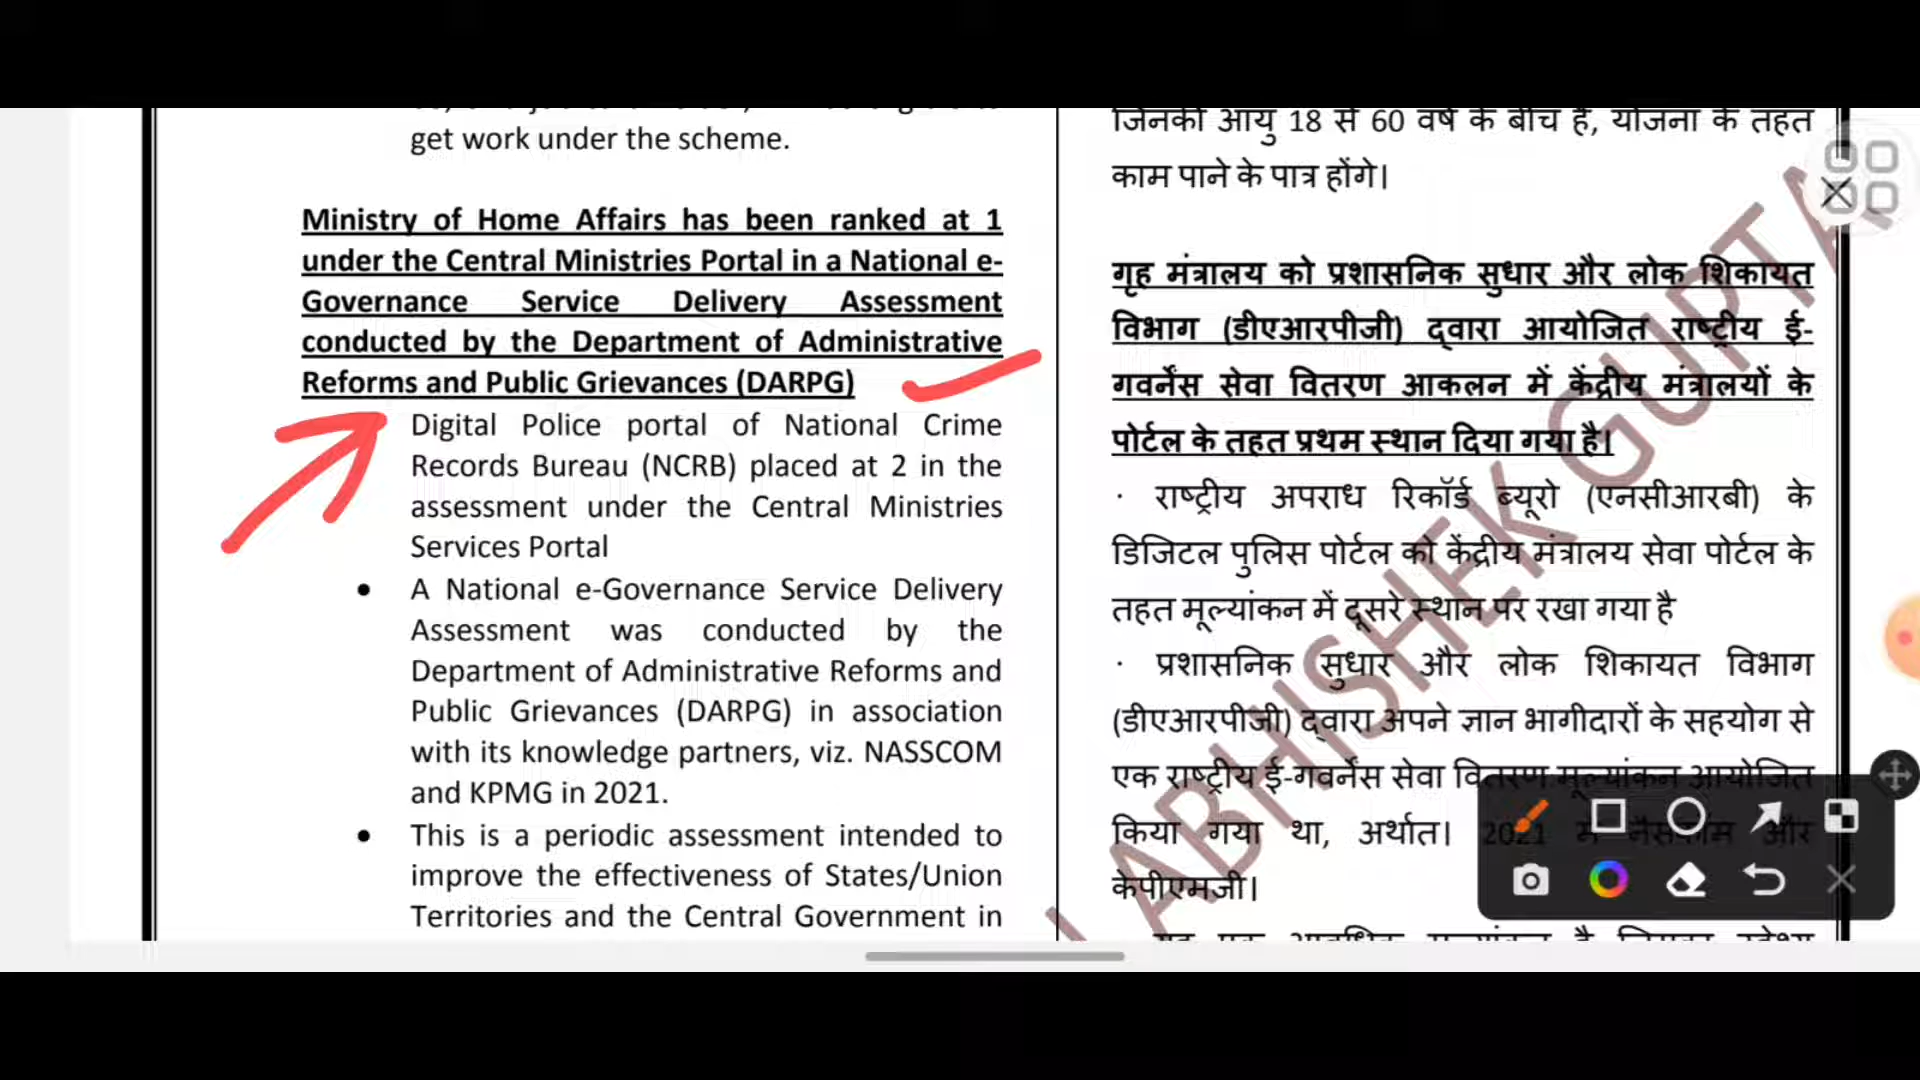 get work under the scheme.
Ministry of Home Affairs has been ranked at 1
under the Central Ministries Portal in a National e-
Governance Service Delivery Assessment
conducted by the Department of Administrative
Reforms and Public Grievances (DARPG)
Digital Police portal of National Crime
Records Bureau (NCRB) placed at 2 in the
assessment under the Central Ministries
Services Portal
• A National e-Governance Service Delivery
Assessment was conducted by the
Department of Administrative Reforms and
Public Grievances (DARPG) in association
with its knowledge partners, viz. NASSCOM
and KPMG in 2021.
• This is a periodic assessment intended to
improve the effectiveness of States/Union
Territories and the Central Government in
जिनकी आयु 18 से 60 वर्ष के बीच है, योजना के तहत
काम पाने के पात्र होंगे।
गृह मंत्रालय को प्रशासनिक सुधार और लोक शिकायत
विभाग (डीएआरपीजी) द्वारा आयोजित राष्ट्रीय ई-
गवर्नेंस सेवा वितरण आकलन में केंद्रीय मंत्रालयों के
पोर्टल के तहत प्रथम स्थान दिया गया है।
· राष्ट्रीय अपराध रिकॉर्ड ब्यूरो (एनसीआरबी) के
डिजिटल पुलिस पोर्टल को केंद्रीय मंत्रालय सेवा पोर्टल के
तहत मूल्यांकन में दूसरे स्थान पर रखा गया है
· प्रशासनिक सुधार और लोक शिकायत विभाग
(डीएआरपीजी) द्वारा अपने ज्ञान भागीदारों के सहयोग से
एक राष्ट्रीय ई-गवर्नेंस सेवा वितरण मूल्यांकन आयोजित
किया गया था, अर्थात। 2021 में नैसकॉम और
केपीएमजी।
ABHISHEK GUPTA